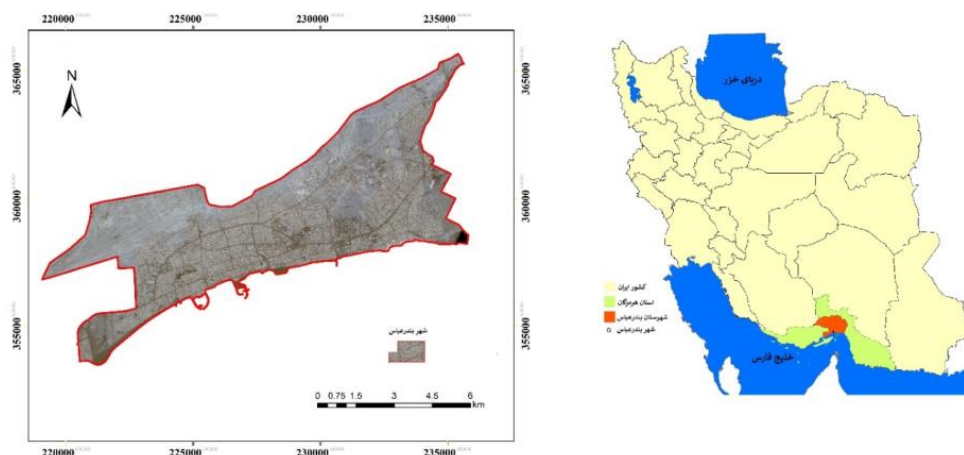 220000 225000 230000 235000
N
365000 365000
360000 360000
355000 355000
شهر بندرعباس
0 0.75 1.5 3 4.5 6
km
220000 225000 230000 235000
دریای خزر
کشور ایران
استان هرمزگان
شهرستان بندرعباس
شهر بندرعباس
خلیج فارس